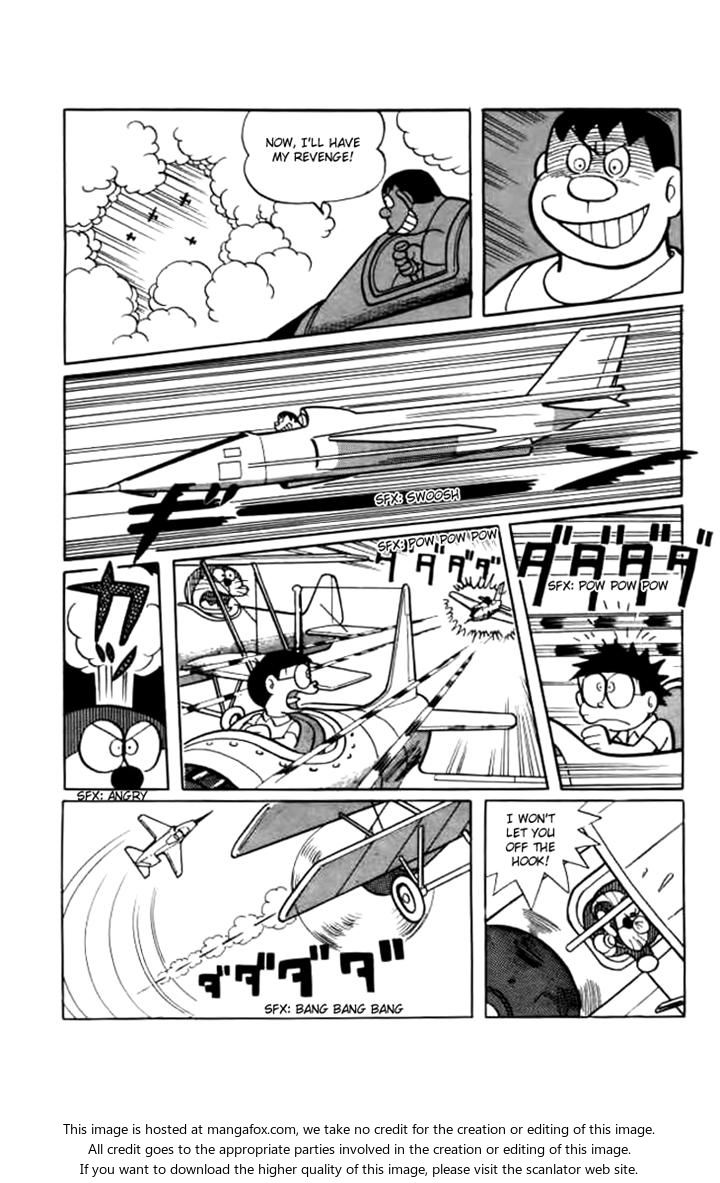 NOW, I'LL HAVE
MY REVENGE!
SFX: SWOOSH
ギ
SFX: POW POW POW
ダダダダ
ダダダダ
SFX: POW POW POW
カッ
SFX: ANGRY
ダダダダ
SFX: BANG BANG BANG
I WON'T
LET YOU
OFF THE
HOOK!
This image is hosted at mangafox.com, we take no credit for the creation or editing of this image.
All credit goes to the appropriate parties involved in the creation or editing of this image.
If you want to download the higher quality of this image, please visit the scanlator web site.